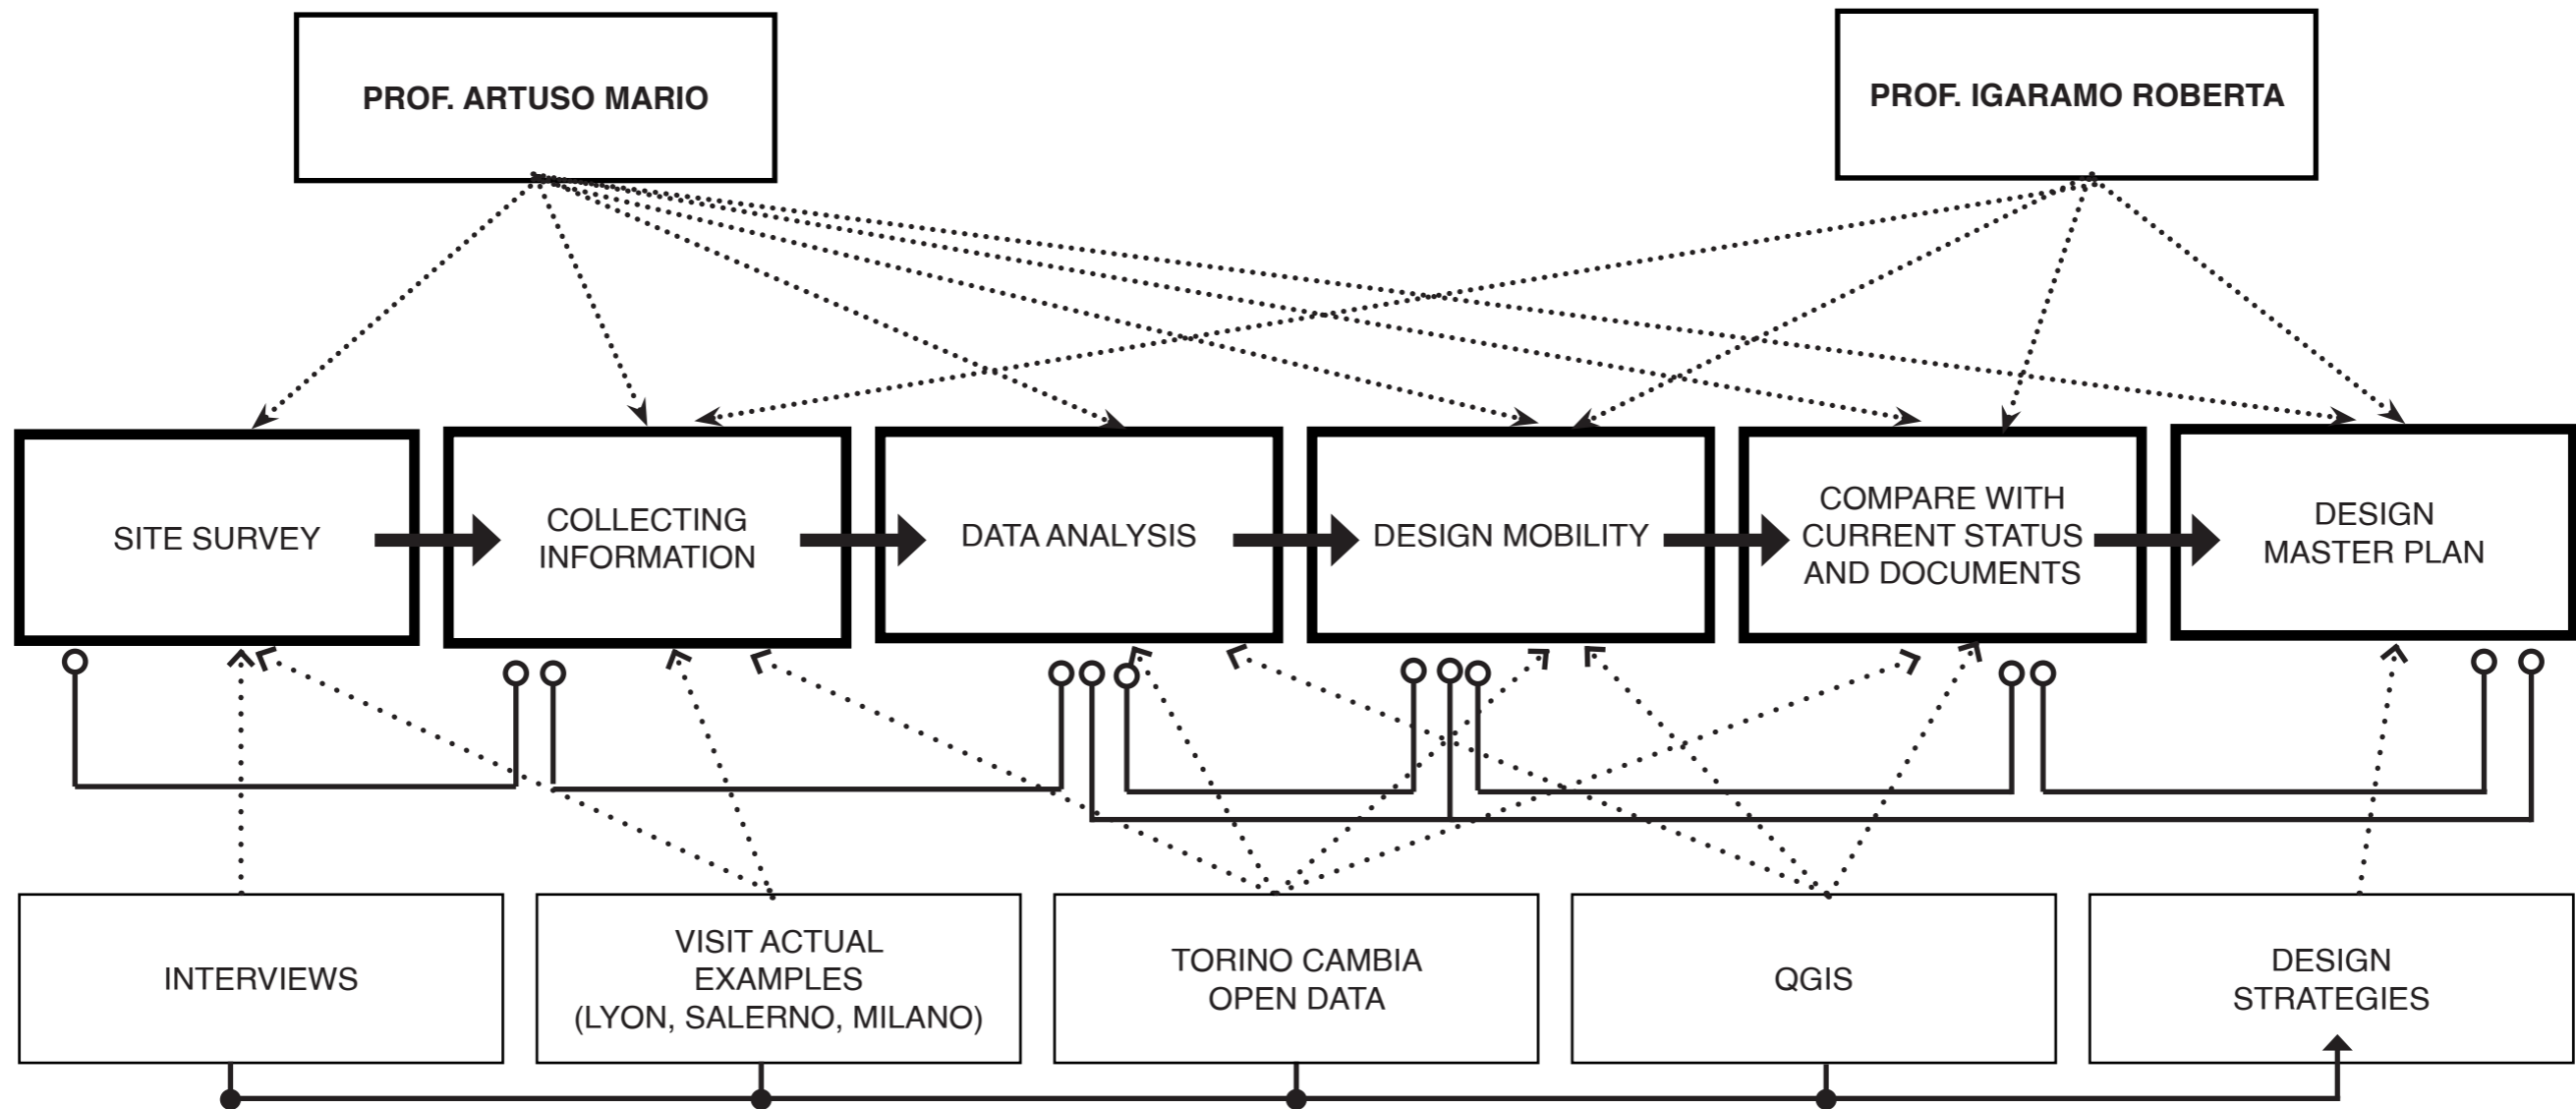 PROF. ARTUSO MARIO
PROF. IGARAMO ROBERTA
SITE SURVEY
COLLECTING
INFORMATION
DATA ANALYSIS
DESIGN MOBILITY
COMPARE WITH
CURRENT STATUS
AND DOCUMENTS
DESIGN
MASTER PLAN
INTERVIEWS
VISIT ACTUAL
EXAMPLES
(LYON, SALERNO, MILANO)
TORINO CAMBIA
OPEN DATA
QGIS
DESIGN
STRATEGIES